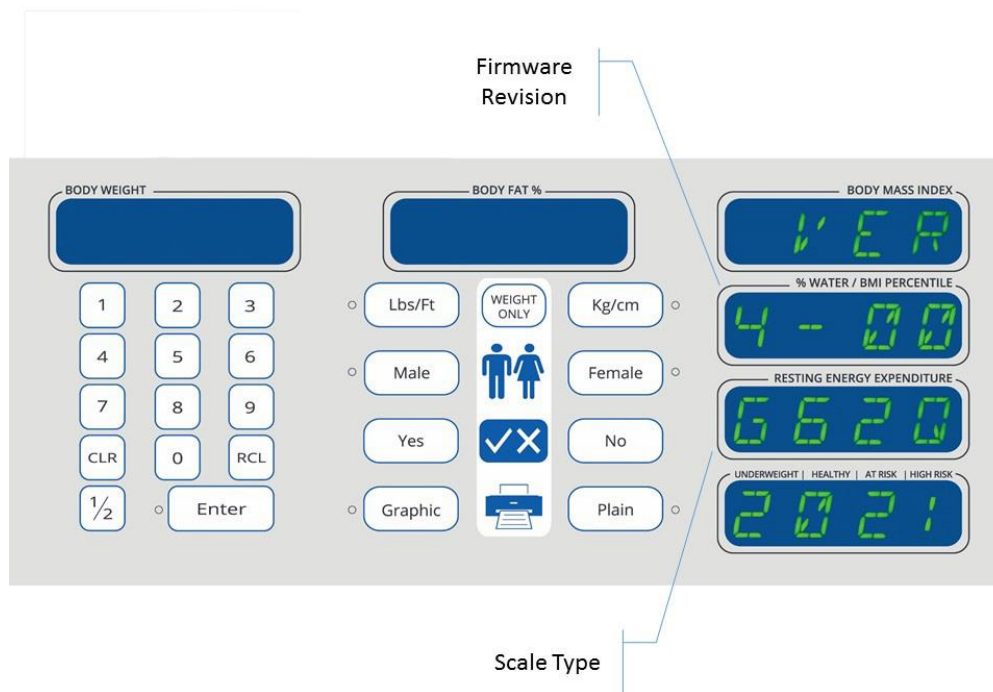 Firmware
Revision
BODY WEIGHT
BODY FAT %
BODY MASS INDEX
VER
% WATER / BMI PERCENTILE
4-00
RESTING ENERGY EXPENDITURE
G620
UNDERWEIGHT | HEALTHY | AT RISK | HIGH RISK
2021
1 2 3
4 5 6
7 8 9
CLR 0 RCL
1/2 Enter
Lbs/Ft WEIGHT ONLY Kg/cm
Male Female
Yes No
Graphic Plain
Scale Type